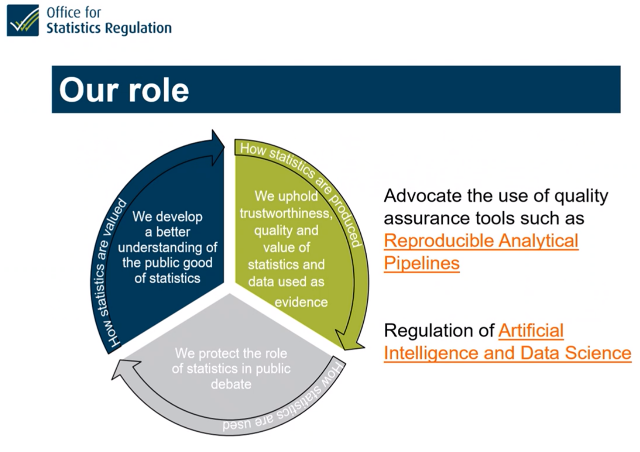 Office for
Statistics Regulation
Our role
How statistics are valued
We develop
a better
understanding of
the public good
of statistics
How statistics are produced
We uphold
trustworthiness,
quality and
value of
statistics and
data used as
evidence
We protect the role
of statistics in public
debate
How statistics are used
Advocate the use of quality
assurance tools such as
Reproducible Analytical
Pipelines
Regulation of Artificial
Intelligence and Data Science